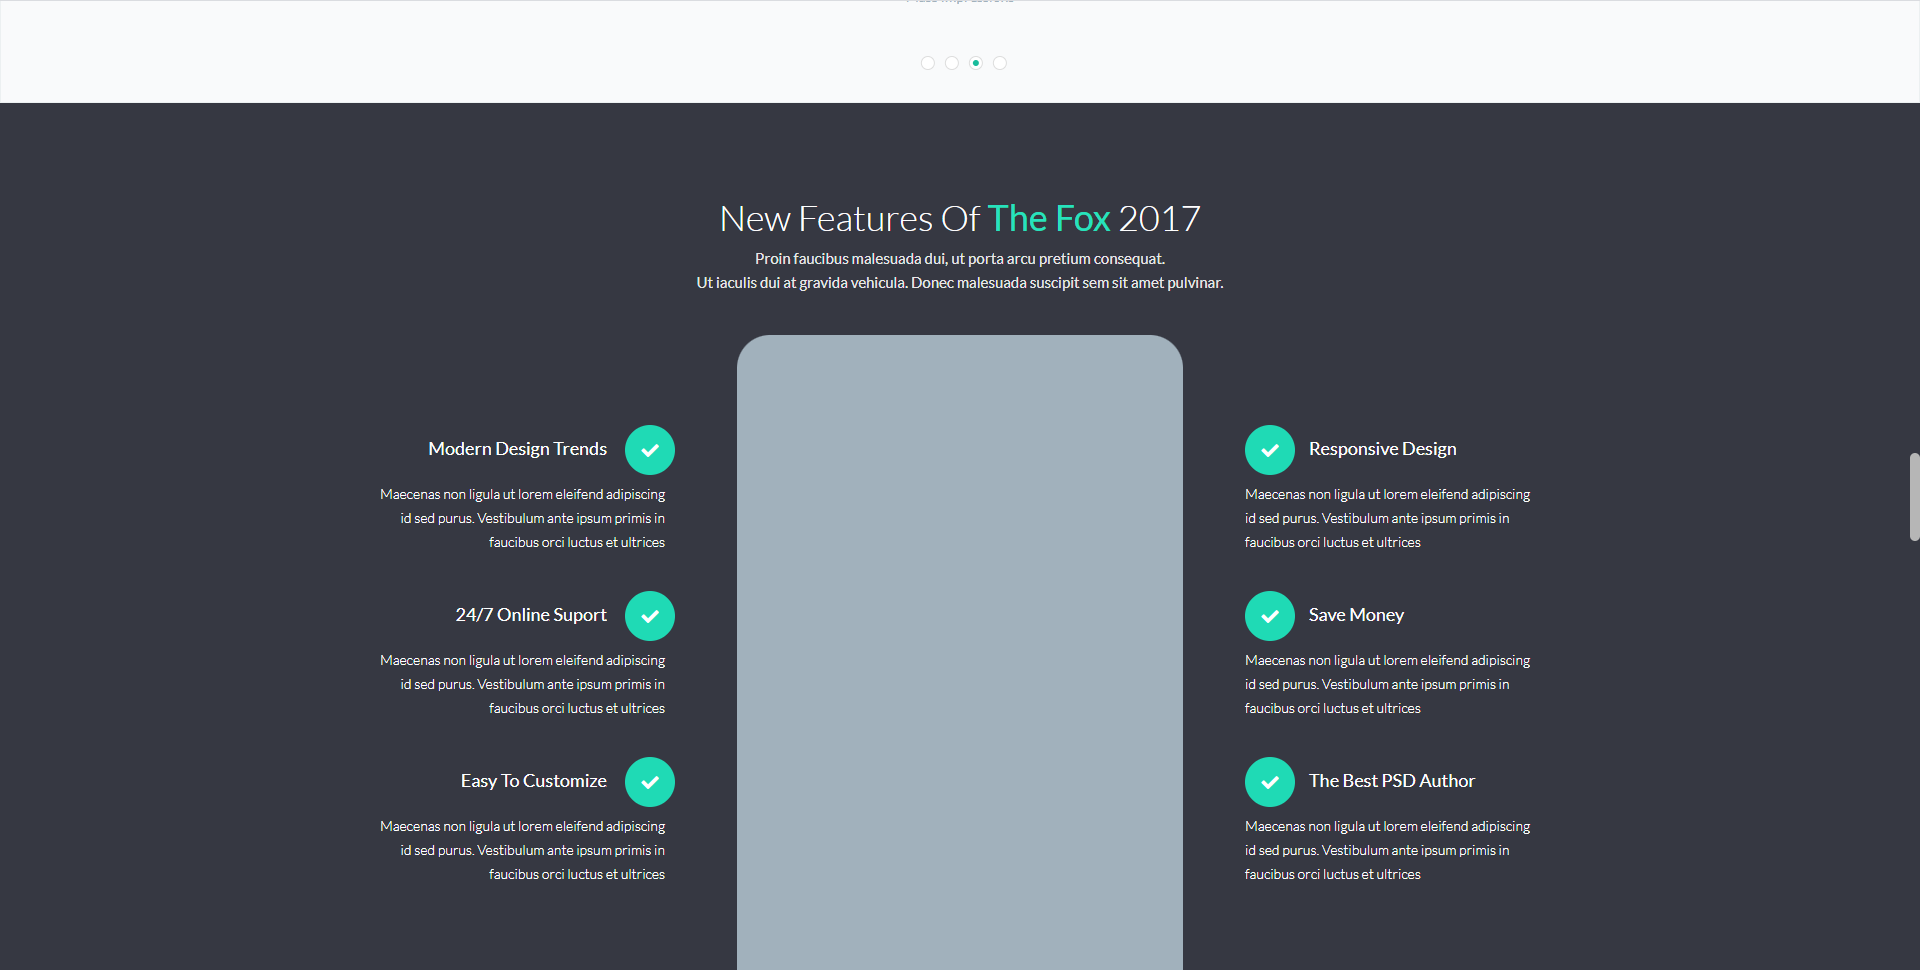 New Features Of The Fox 2017
Proin faucibus malesuada dui, ut porta arcu pretium consequat.
Ut iaculis dui at gravida vehicula. Donec malesuada suscipit sem sit amet pulvinar.
Modern Design Trends
Maecenas non ligula ut lorem eleifend adipiscing
id sed purus. Vestibulum ante ipsum primis in
faucibus orci luctus et ultrices
24/7 Online Suport
Maecenas non ligula ut lorem eleifend adipiscing
id sed purus. Vestibulum ante ipsum primis in
faucibus orci luctus et ultrices
Easy To Customize
Maecenas non ligula ut lorem eleifend adipiscing
id sed purus. Vestibulum ante ipsum primis in
faucibus orci luctus et ultrices
Responsive Design
Maecenas non ligula ut lorem eleifend adipiscing
id sed purus. Vestibulum ante ipsum primis in
faucibus orci luctus et ultrices
Save Money
Maecenas non ligula ut lorem eleifend adipiscing
id sed purus. Vestibulum ante ipsum primis in
faucibus orci luctus et ultrices
The Best PSD Author
Maecenas non ligula ut lorem eleifend adipiscing
id sed purus. Vestibulum ante ipsum primis in
faucibus orci luctus et ultrices